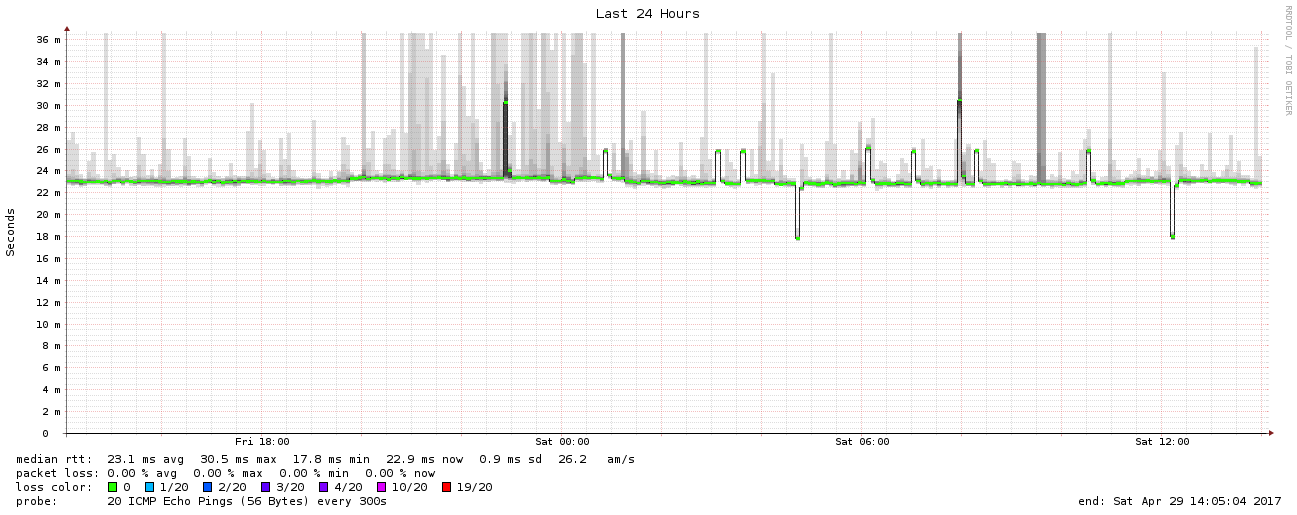 Last 24 Hours
RRDTOOL / TOBI OETIKER
Seconds
36 m
34 m
32 m
30 m
28 m
26 m
24 m
22 m
20 m
18 m
16 m
14 m
12 m
10 m
8 m
6 m
4 m
2 m
0
Fri 18:00 Sat 00:00 Sat 06:00 Sat 12:00
median rtt: 23.1 ms avg 30.5 ms max 17.8 ms min 22.9 ms now 0.9 ms sd 26.2 am/s
packet loss: 0.00 % avg 0.00 % max 0.00 % min 0.00 % now
loss color: 0 1/20 2/20 3/20 4/20 10/20 19/20
probe: 20 ICMP Echo Pings (56 Bytes) every 300s end: Sat Apr 29 14:05:04 2017